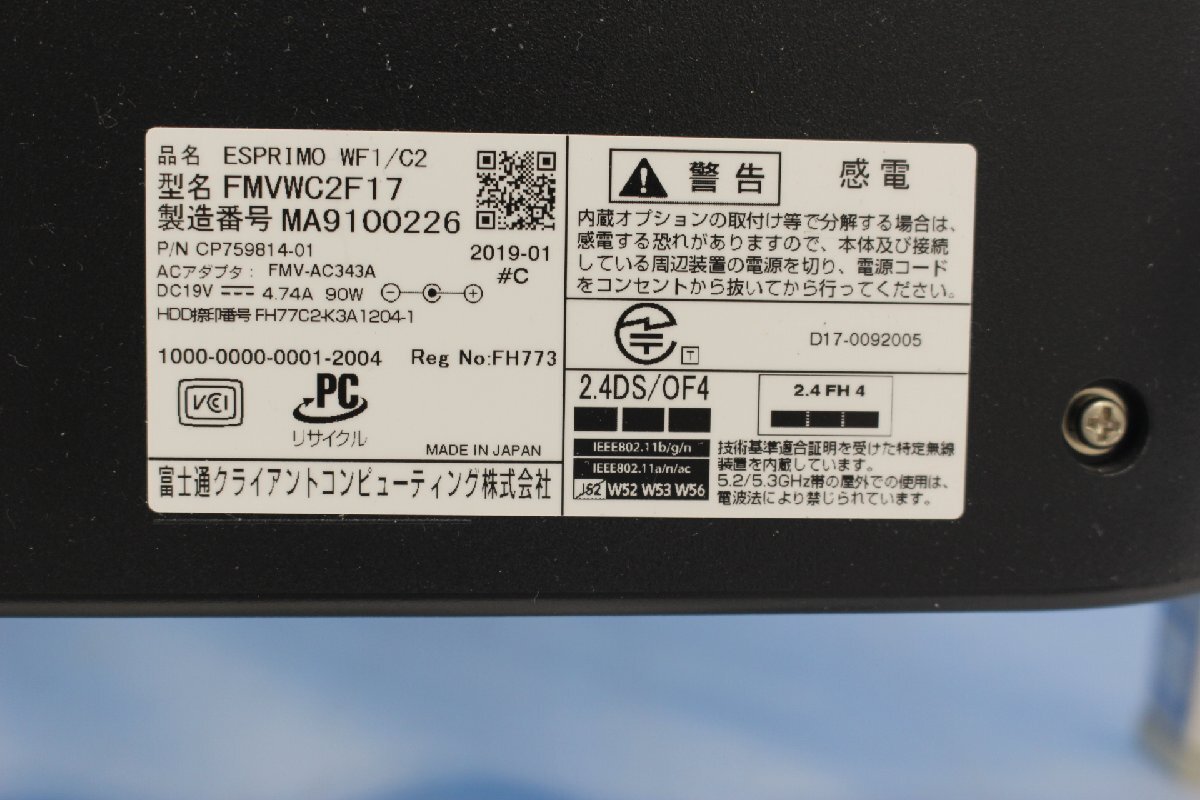 品名 ESPRIMO WF1/C2
型名 FMVWC2F17
製造番号 MA9100226
P/N CP759814-01
2019-01
ACアダプタ： FMV-AC343A
#C
DC19V 4.74A 90W
HDD捺印番号 FH77C2-K3A1204-1
1000-0000-0001-2004 Reg No:FH773
VCCI
PC
リサイクル
MADE IN JAPAN
富士通クライアントコンピューティング株式会社
警告 感電
内蔵オプションの取付け等で分解する場合は、
感電する恐れがありますので、本体及び接続
している周辺装置の電源を切り、電源コード
をコンセントから抜いてから行ってください。
T D17-0092005
2.4DS/OF4
2.4 FH 4
IEEE802.11b/g/n
IEEE802.11a/n/ac
J52 W52 W53 W56
技術基準適合証明を受けた特定無線
装置を内蔵しています。
5.2/5.3GHz帯の屋外での使用は、
電波法により禁じられています。